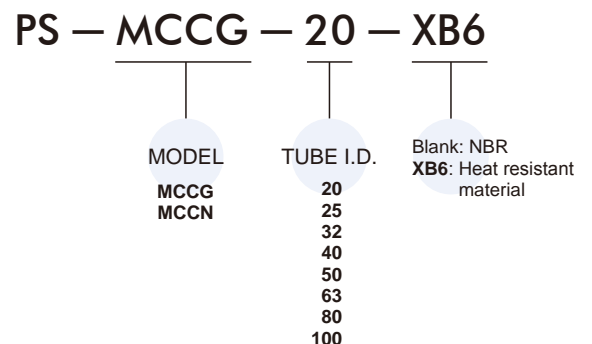 PS — MCCG — 20 — XB6
MODEL
MCCG
MCCN
TUBE I.D.
20
25
32
40
50
63
80
100
Blank: NBR
XB6: Heat resistant
material